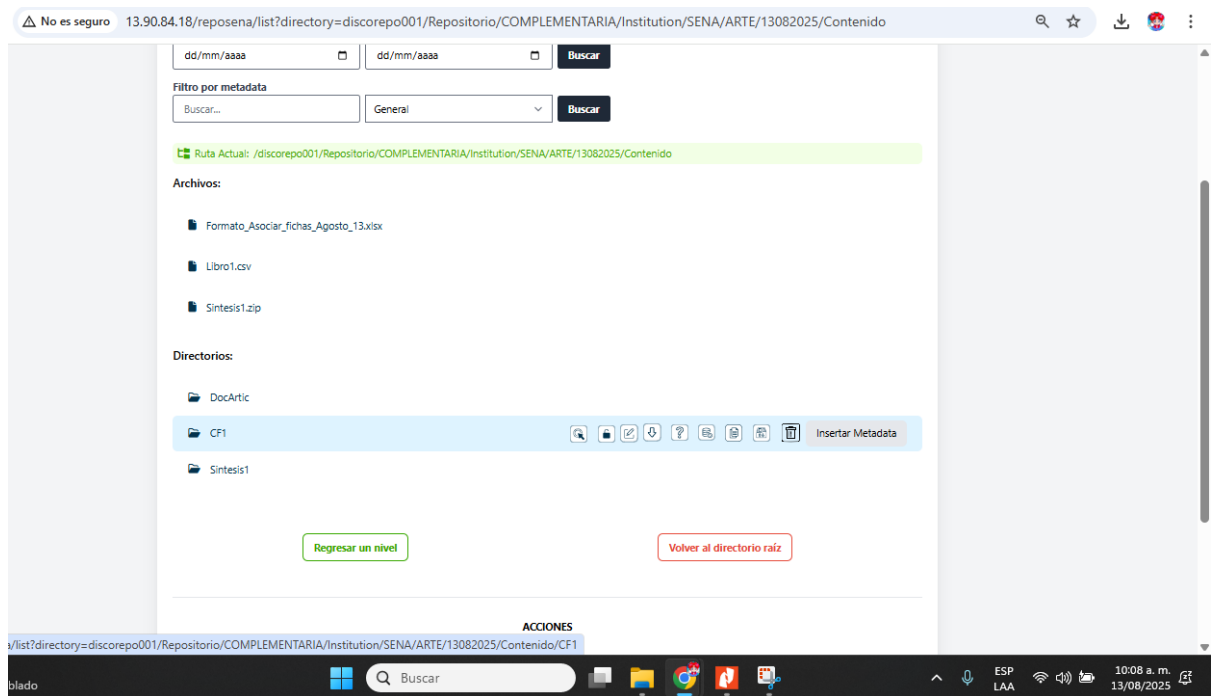 No es seguro 13.90.84.18/reposena/list?directory=discorepo001/Repositorio/COMPLEMENTARIA/Institution/SENA/ARTE/13082025/Contenido
dd/mm/aaaa dd/mm/aaaa Buscar
Filtro por metadata
Buscar... General Buscar
Ruta Actual: /discorepo001/Repositorio/COMPLEMENTARIA/Institution/SENA/ARTE/13082025/Contenido
Archivos:
Formato_Asociar_fichas_Agosto_13.xlsx
Libro1.csv
Sintesis1.zip
Directorios:
DocArtic
CF1 Insertar Metadata
Sintesis1
Regresar un nivel Volver al directorio raíz
ACCIONES
a/list?directory=discorepo001/Repositorio/COMPLEMENTARIA/Institution/SENA/ARTE/13082025/Contenido/CF1
blado Buscar ESP 10:08 a. m.
LAA 13/08/2025